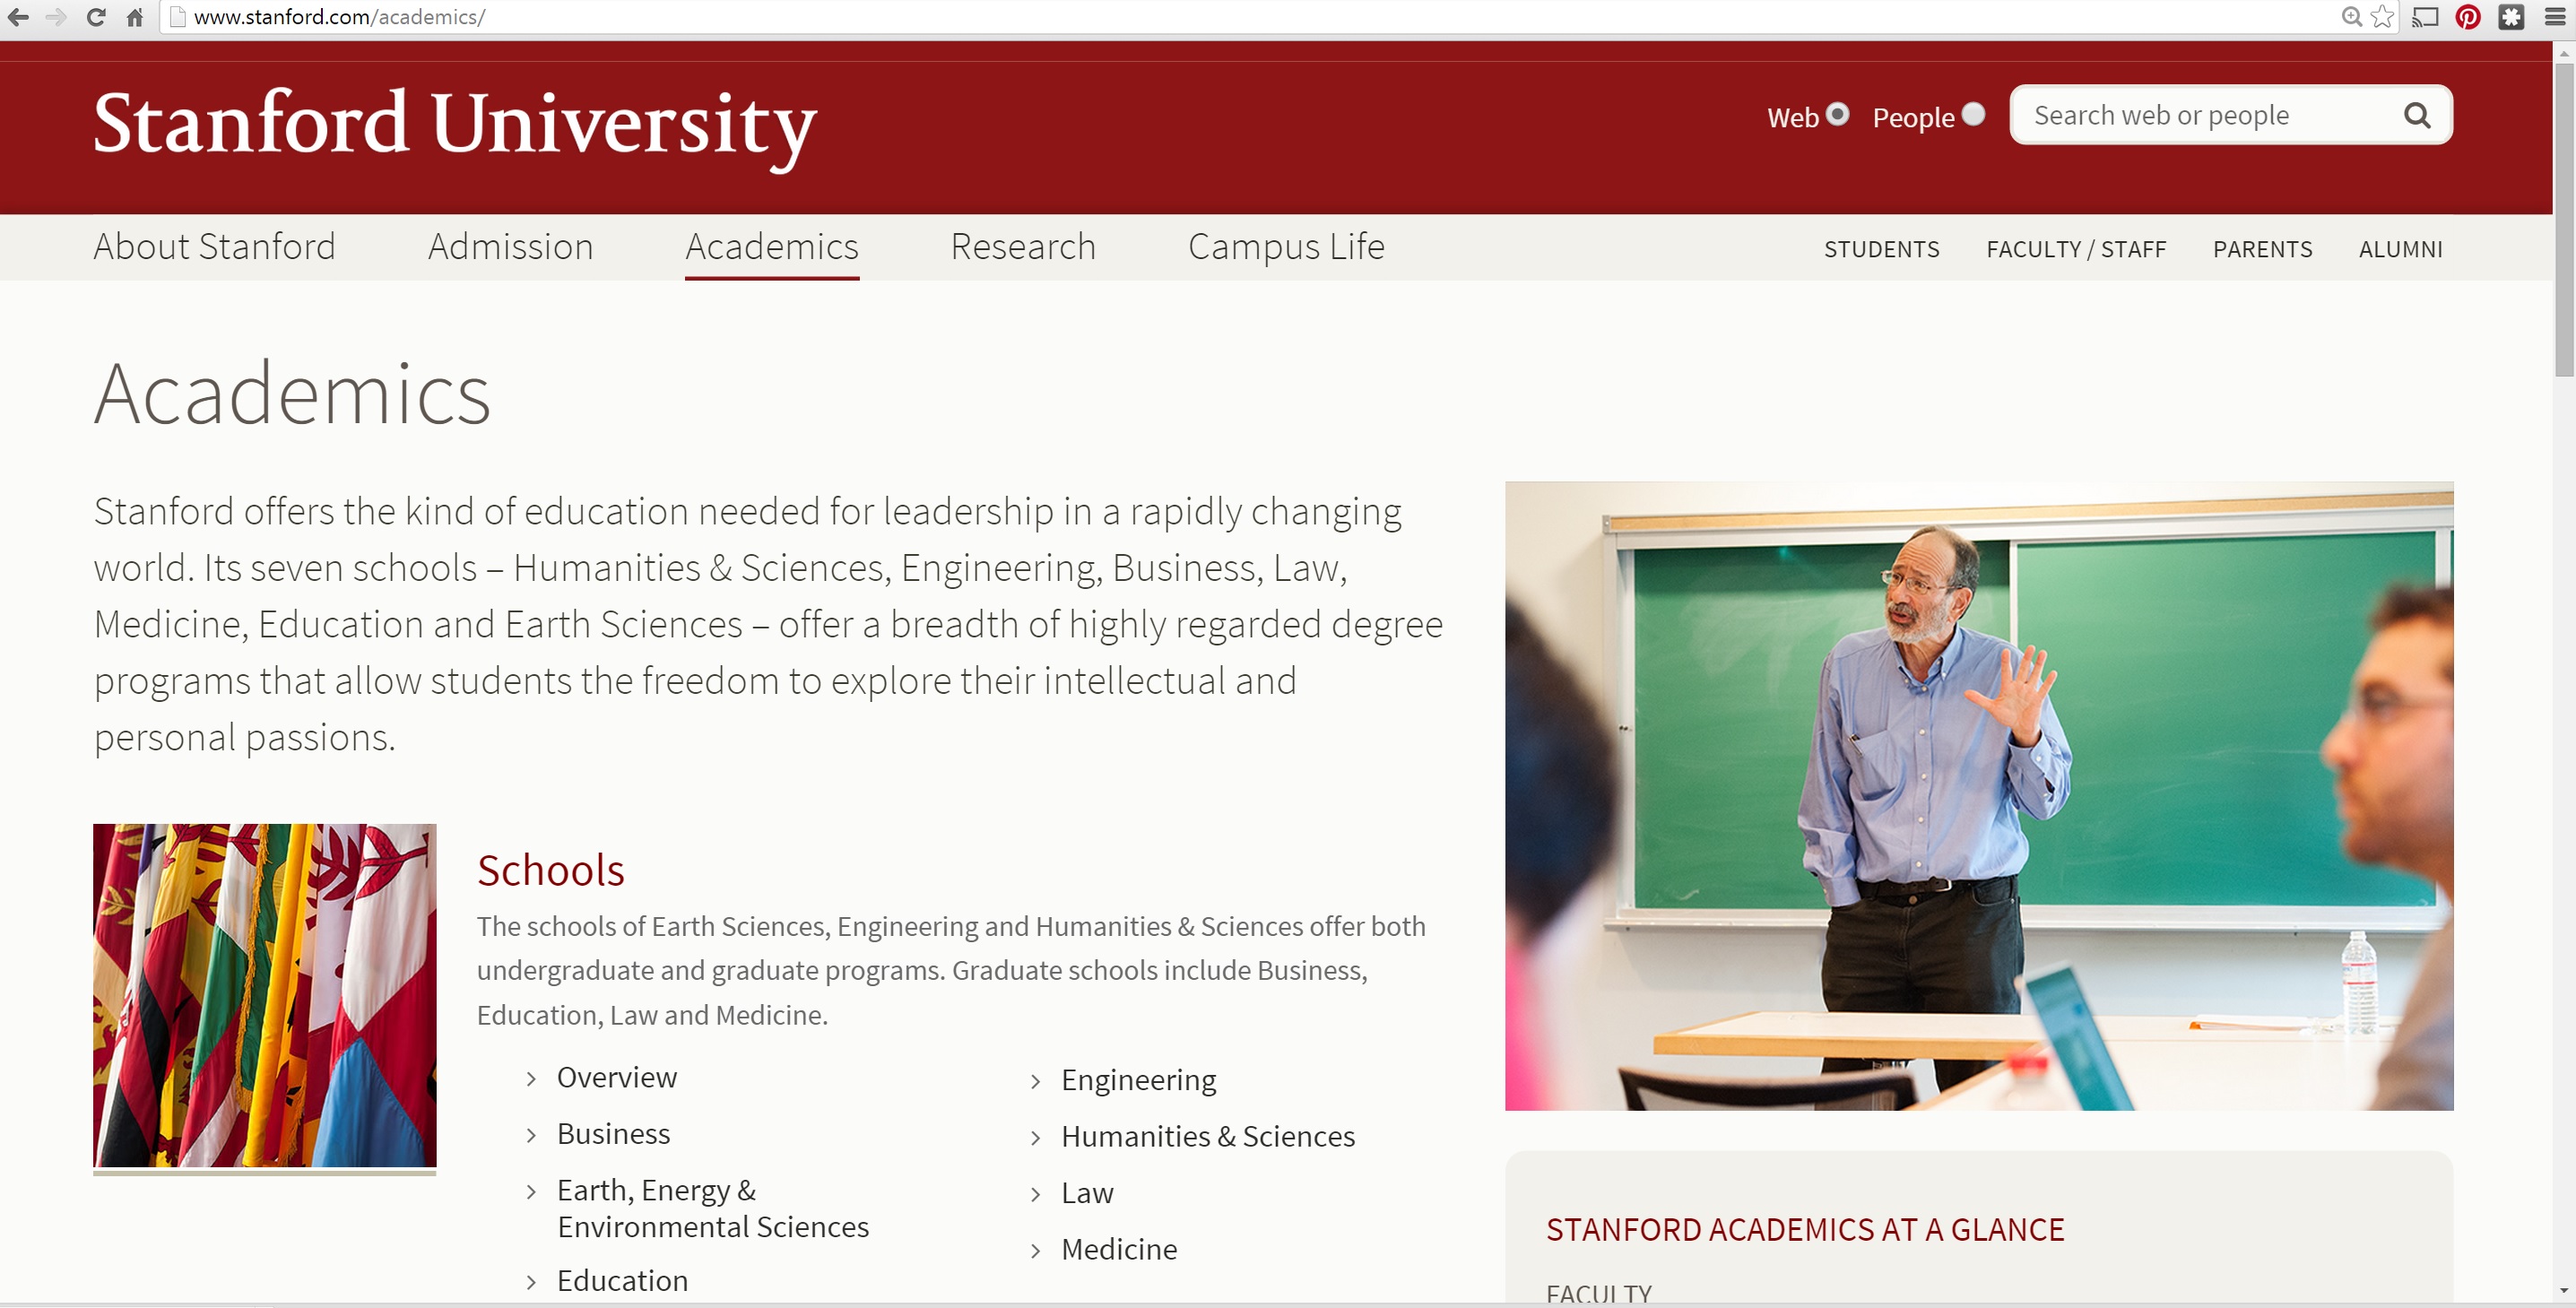 www.stanford.com/academics/
Stanford University
Web People Search web or people
About Stanford Admission Academics Research Campus Life STUDENTS FACULTY / STAFF PARENTS ALUMNI
Academics
Stanford offers the kind of education needed for leadership in a rapidly changing
world. Its seven schools – Humanities & Sciences, Engineering, Business, Law,
Medicine, Education and Earth Sciences – offer a breadth of highly regarded degree
programs that allow students the freedom to explore their intellectual and
personal passions.
Schools
The schools of Earth Sciences, Engineering and Humanities & Sciences offer both
undergraduate and graduate programs. Graduate schools include Business,
Education, Law and Medicine.
Overview
Business
Earth, Energy &
Environmental Sciences
Education
Engineering
Humanities & Sciences
Law
Medicine
STANFORD ACADEMICS AT A GLANCE
FACULTY